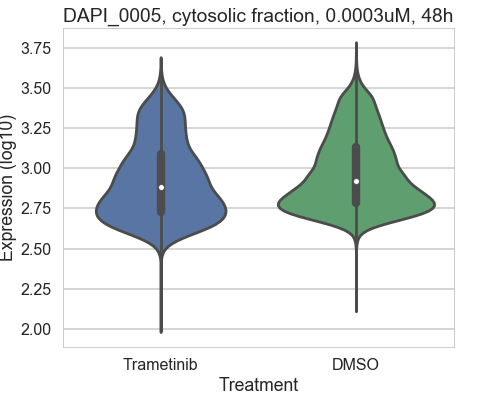 DAPI_0005, cytosolic fraction, 0.0003uM, 48h
3.75
3.50
3.25
3.00
2.75
2.50
2.25
2.00
Expression (log10)
Trametinib DMSO
Treatment